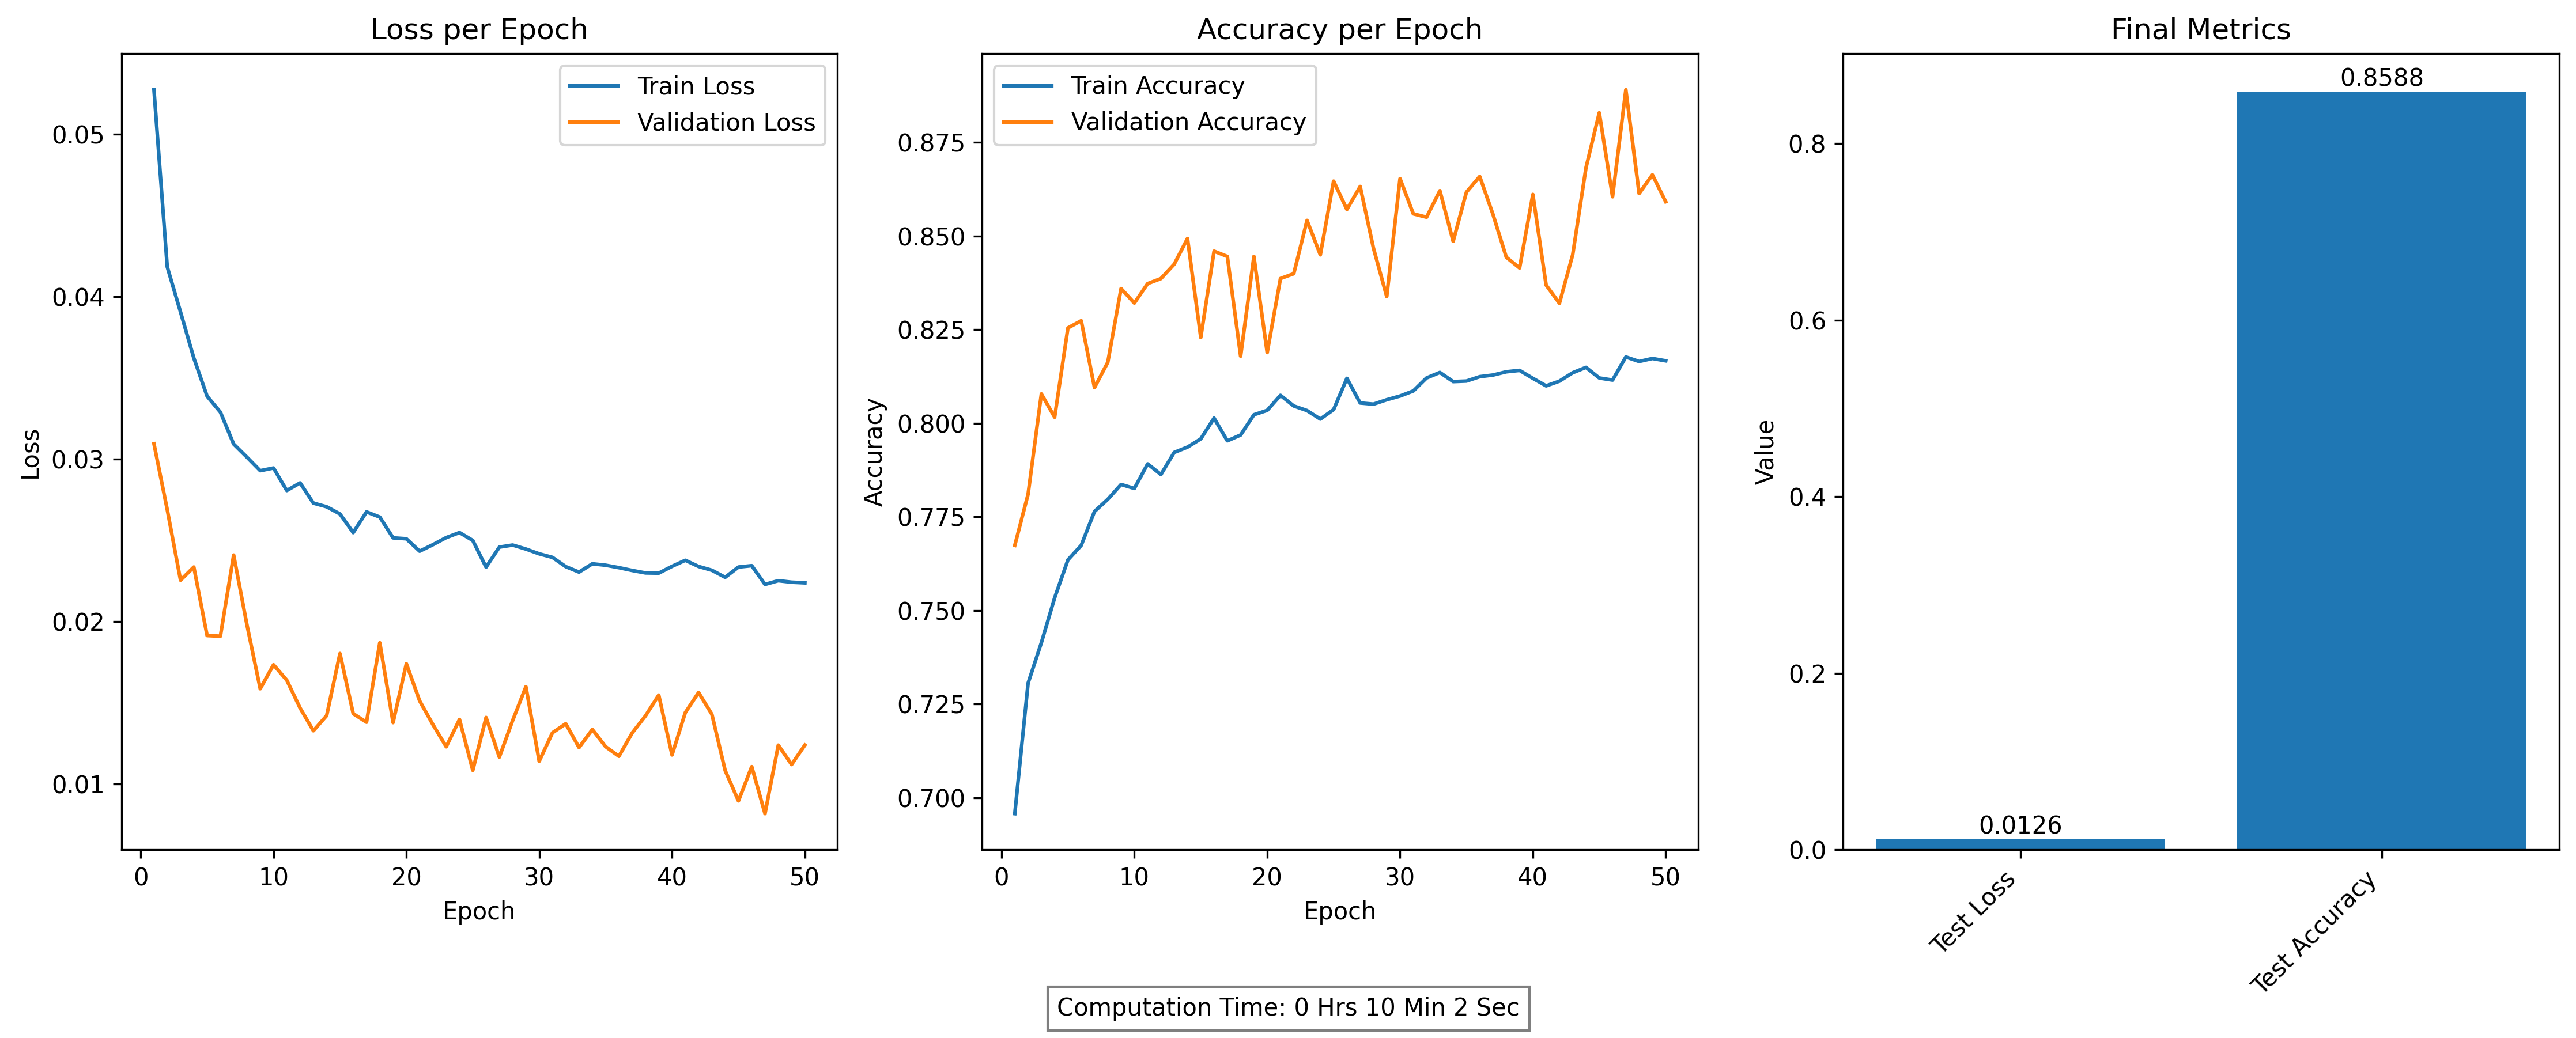 Loss per Epoch
Train Loss
Validation Loss
0.05
0.04
0.03
0.02
0.01
Loss
0
10
20
30
40
50
Epoch
Accuracy per Epoch
Train Accuracy
Validation Accuracy
0.875
0.850
0.825
0.800
0.775
0.750
0.725
0.700
Accuracy
0
10
20
30
40
50
Epoch
Final Metrics
0.8588
0.0126
0.8
0.6
0.4
0.2
0.0
Value
Test Loss
Test Accuracy
Computation Time: 0 Hrs 10 Min 2 Sec